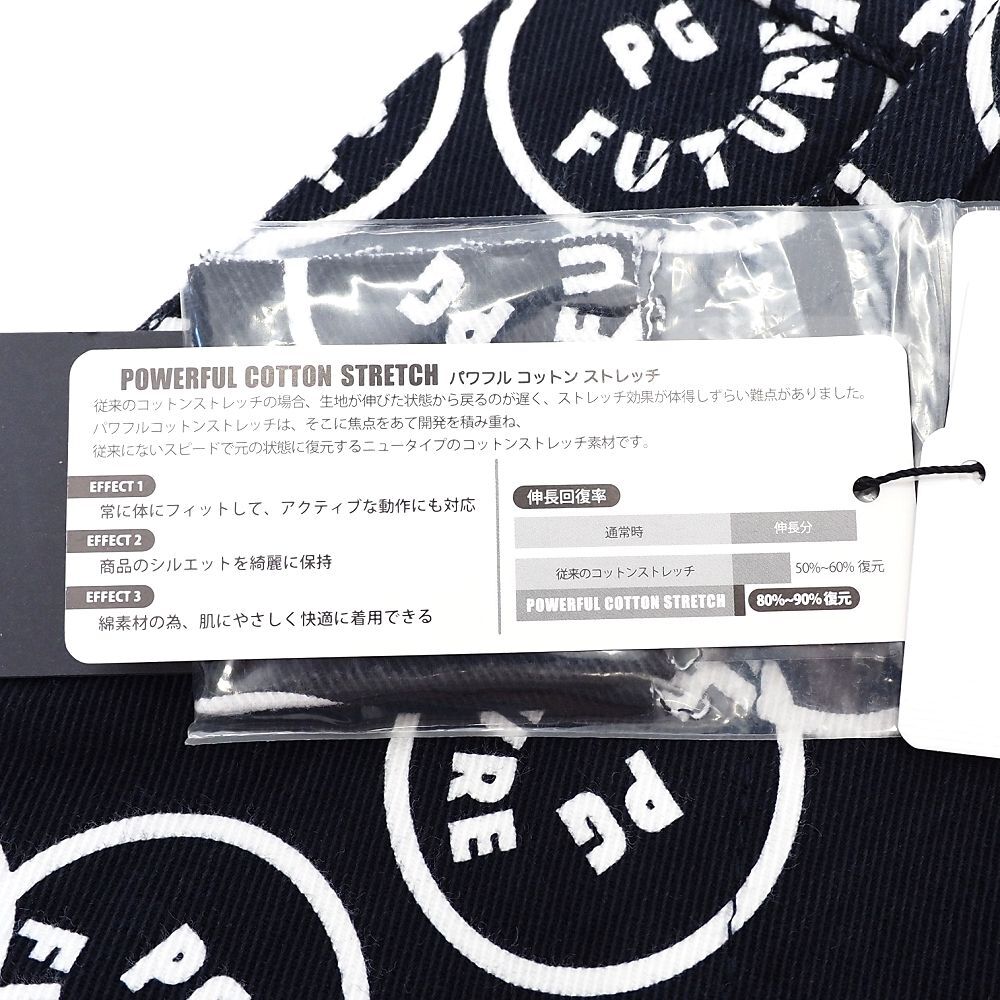 PG
FUTURE
POWERFUL COTTON STRETCH パワフル コットン ストレッチ
従来のコットンストレッチの場合、生地が伸びた状態から戻るのが遅く、ストレッチ効果が体得しずらい難点がありました。
パワフルコットンストレッチは、そこに焦点をあて開発を積み重ね、
従来にないスピードで元の状態に復元するニュータイプのコットンストレッチ素材です。
EFFECT 1
常に体にフィットして、アクティブな動作にも対応
EFFECT 2
商品のシルエットを綺麗に保持
EFFECT 3
綿素材の為、肌にやさしく快適に着用できる
伸長回復率
通常時 伸長分
従来のコットンストレッチ 50%~60% 復元
POWERFUL COTTON STRETCH 80%~90% 復元
PG
URE
PG
F